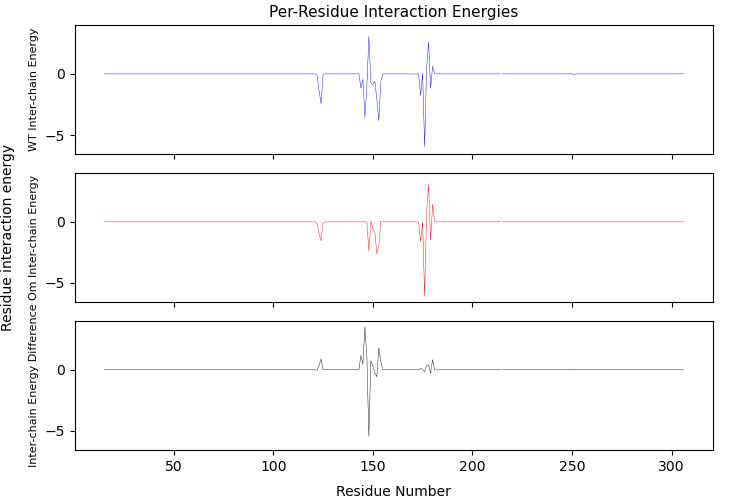 Per-Residue Interaction Energies
WT Inter-chain Energy
0
−5
Om Inter-chain Energy
0
−5
Inter-chain Energy Difference
0
−5
Residue interaction energy
50
100
150
200
250
300
Residue Number